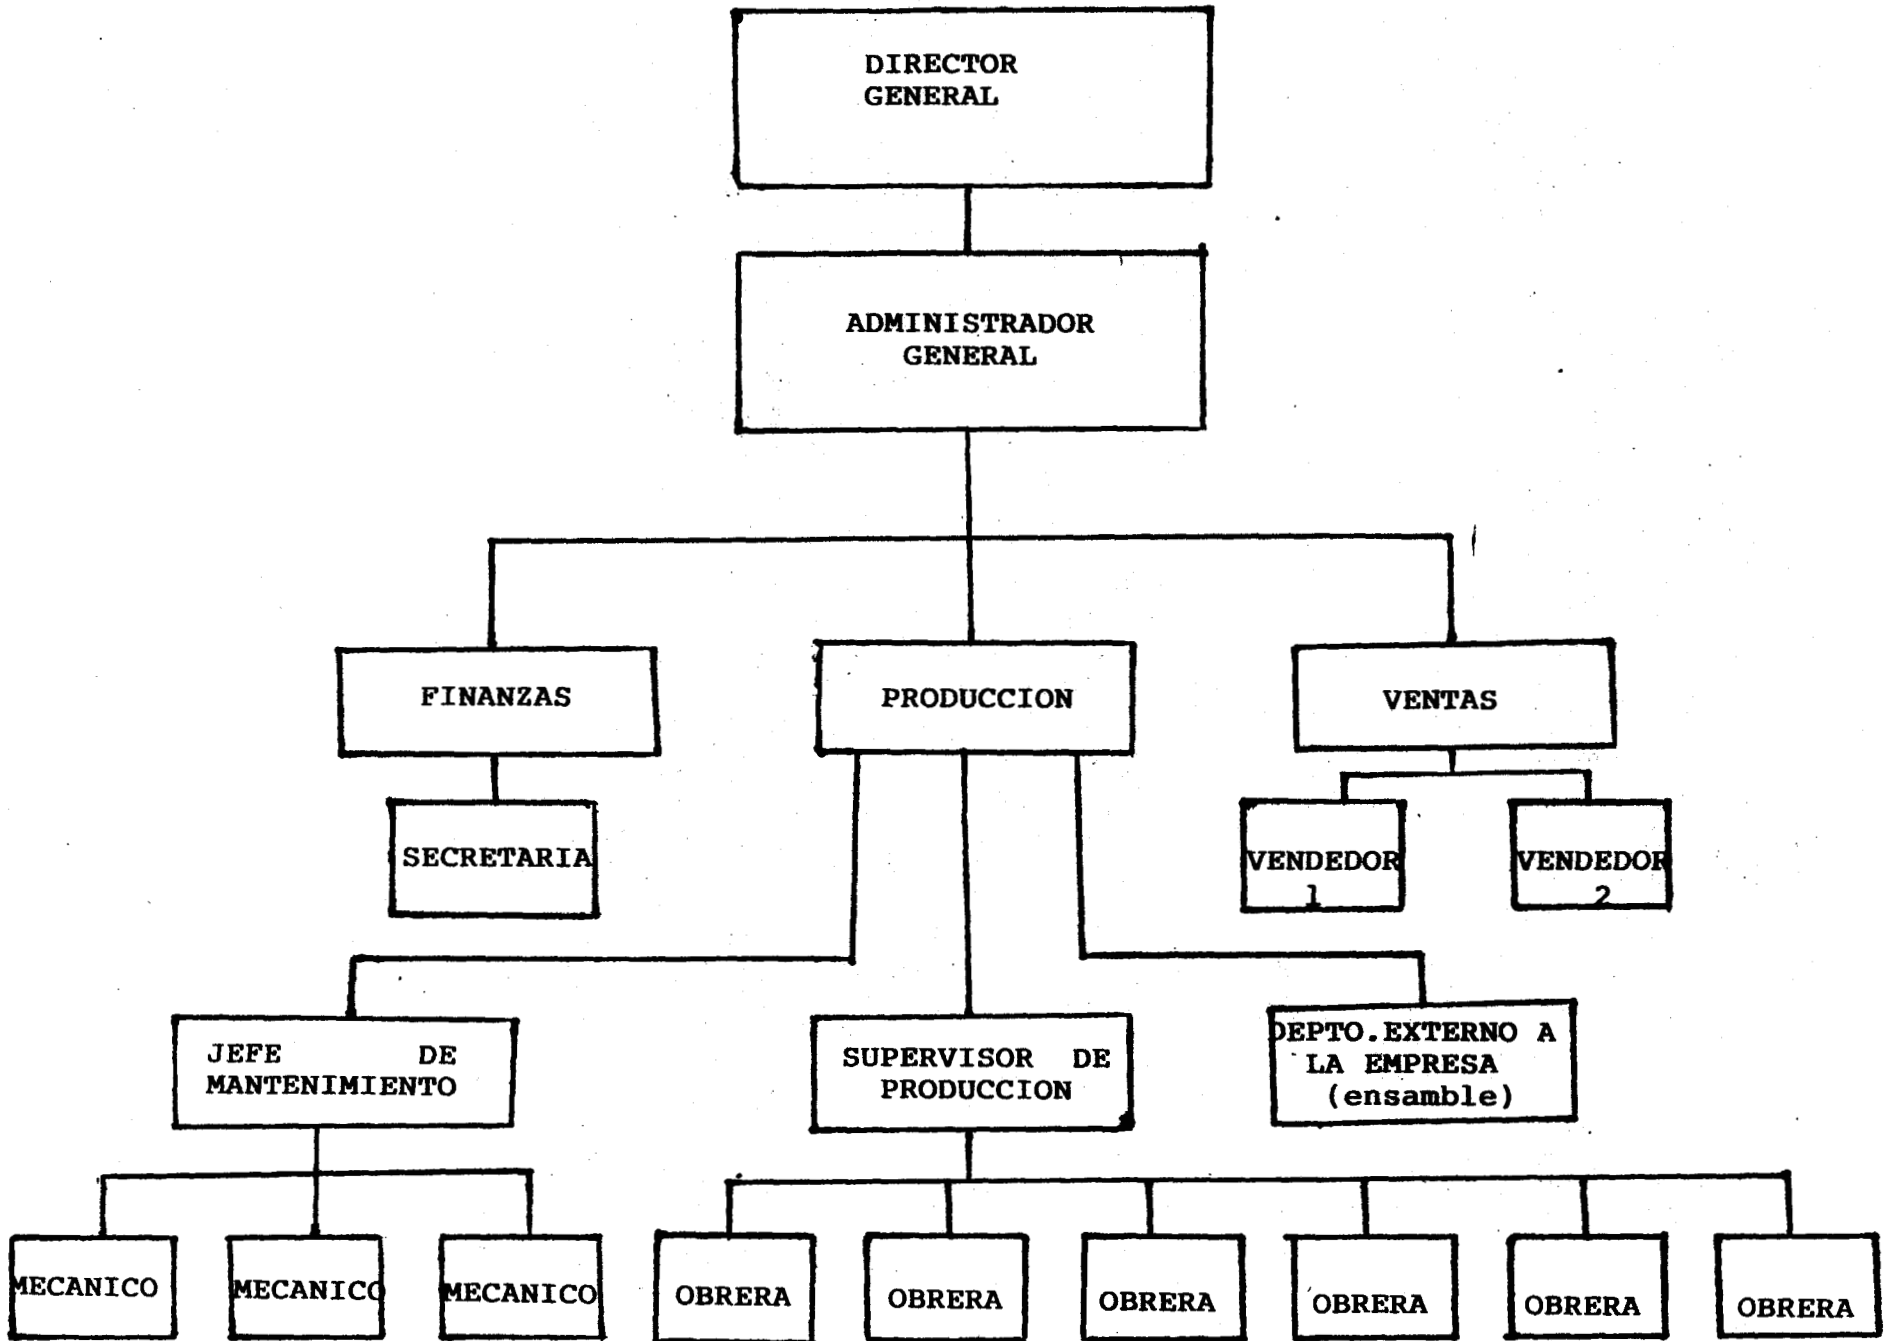 DIRECTOR
GENERAL
ADMINISTRADOR
GENERAL
FINANZAS
PRODUCCION
VENTAS
SECRETARIA
VENDEDOR
1
VENDEDOR
2
JEFE DE
MANTENIMIENTO
SUPERVISOR DE
PRODUCCION
DEPTO.EXTERNO A
LA EMPRESA
(ensamble)
MECANICO
MECANICO
MECANICO
OBRERA
OBRERA
OBRERA
OBRERA
OBRERA
OBRERA